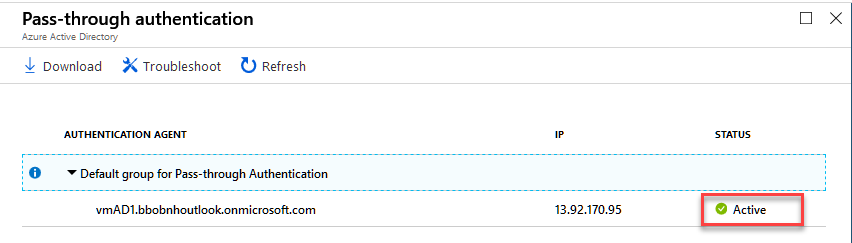 Pass-through authentication
Azure Active Directory
Download Troubleshoot Refresh
AUTHENTICATION AGENT IP STATUS
Default group for Pass-through Authentication
vmAD1.bbobnhoutlook.onmicrosoft.com 13.92.170.95 Active